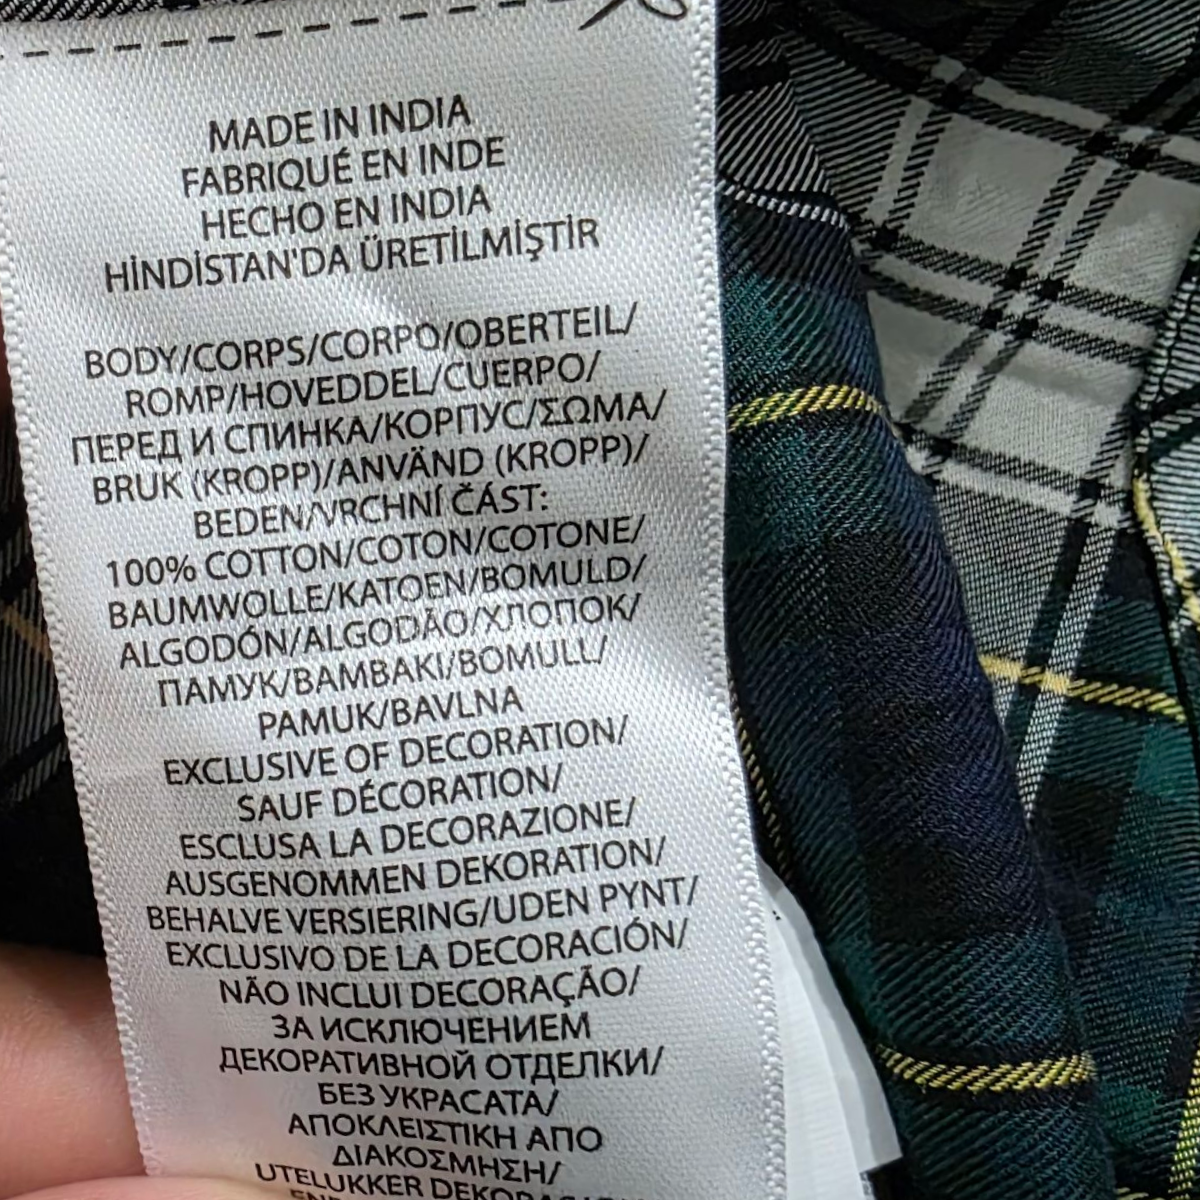 MADE IN INDIA
FABRIQUÉ EN INDE
HECHO EN INDIA
HİNDİSTAN'DA ÜRETİLMİŞTİR
BODY/CORPS/CORPO/OBERTEIL/
ROMP/HOVEDDEL/CUERPO/
ПЕРЕД И СПИНКА/КОРПУС/ΣΩΜΑ/
BRUK (KROPP)/ANVÄND (KROPP)/
BEDEN/VRCHNÍ ČÁST:
100% COTTON/COTON/COTONE/
BAUMWOLLE/KATOEN/BOMULD/
ALGODÓN/ALGODÃO/ХЛОПОК/
ПАМУК/ΒΑΜΒΑΚΙ/BOMULL/
PAMUK/BAVLNA
EXCLUSIVE OF DECORATION/
SAUF DÉCORATION/
ESCLUSA LA DECORAZIONE/
AUSGENOMMEN DEKORATION/
BEHALVE VERSIERING/UDEN PYNT/
EXCLUSIVO DE LA DECORACIÓN/
NÃO INCLUI DECORAÇÃO/
ЗА ИСКЛЮЧЕНИЕМ
ДЕКОРАТИВНОЙ ОТДЕЛКИ/
БЕЗ УКРАСАТА/
ΑΠΟΚΛΕΙΣΤΙΚΗ ΑΠΟ
ΔΙΑΚΟΣΜΗΣΗ/
UTELUKKER